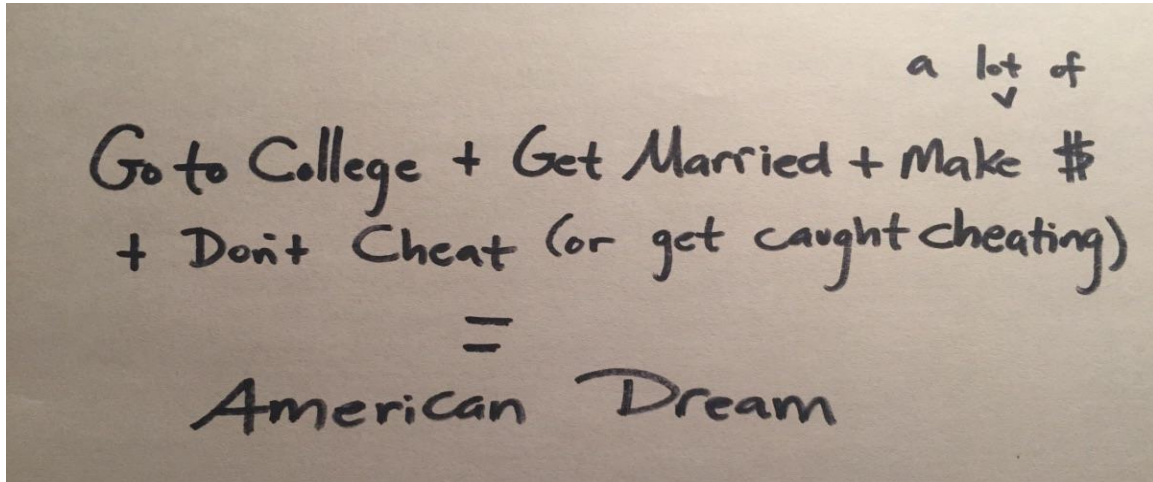 a lot of
Go to College + Get Married + Make $
+ Don't Cheat (or get caught cheating)
=
American Dream